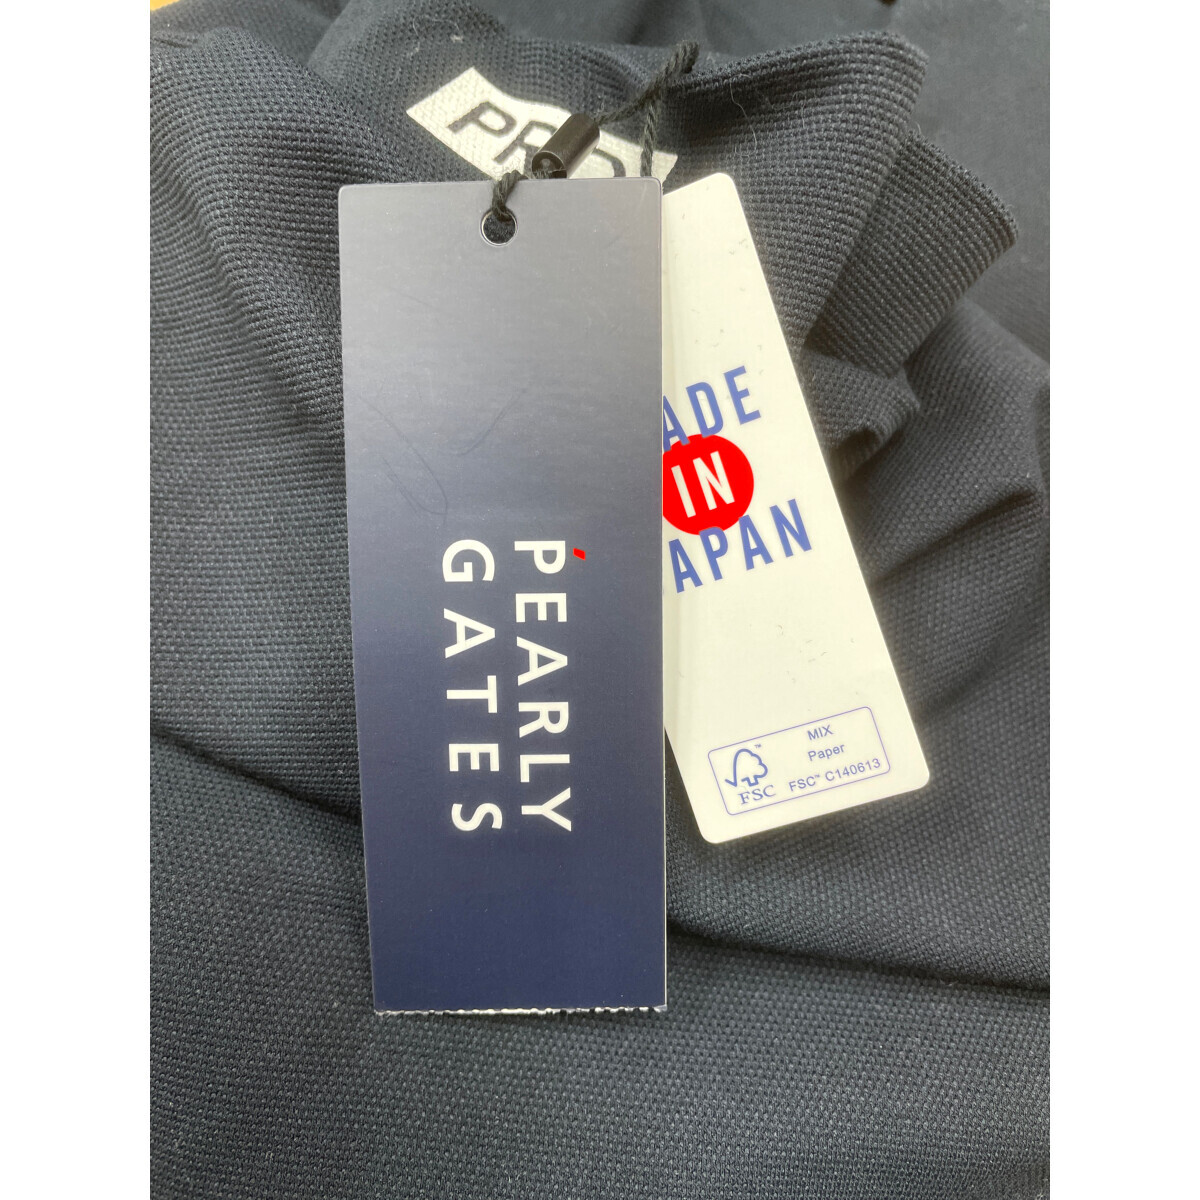 PEARLY
GATES
ADE
IN
APAN
MIX
Paper
FSC™ C140613
FSC